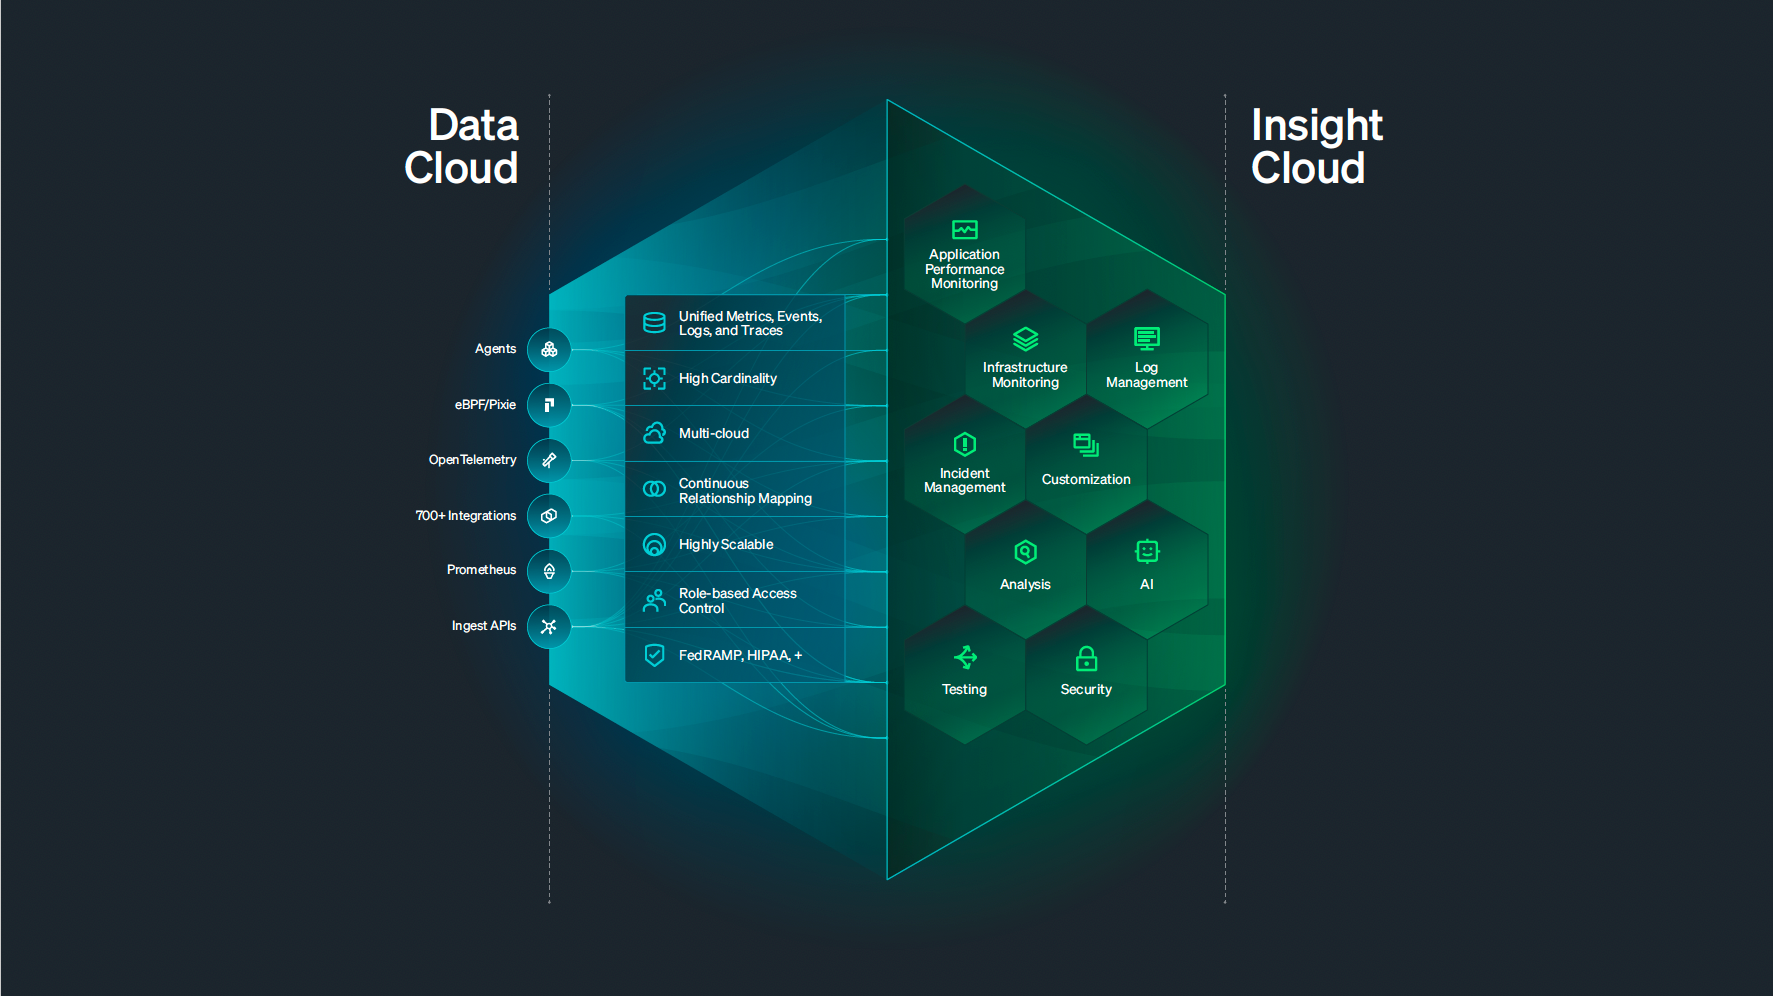 Data
Cloud
Insight
Cloud
Agents
eBPF/Pixie
OpenTelemetry
700+ Integrations
Prometheus
Ingest APIs
Unified Metrics, Events,
Logs, and Traces
High Cardinality
Multi-cloud
Continuous
Relationship Mapping
Highly Scalable
Role-based Access
Control
FedRAMP, HIPAA, +
Application
Performance
Monitoring
Infrastructure
Monitoring
Log
Management
Incident
Management
Customization
Analysis
AI
Testing
Security